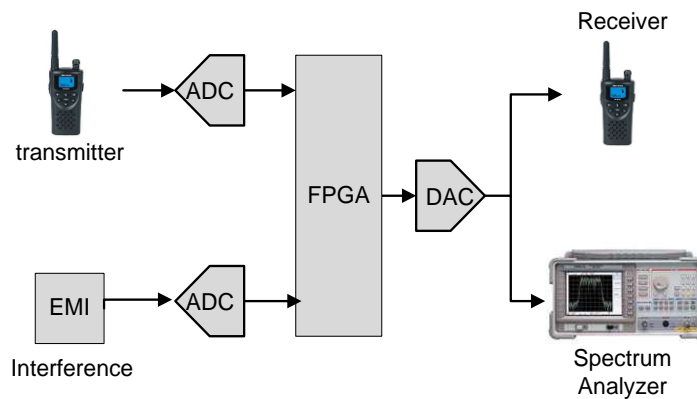 Receiver
ADC
transmitter
FPGA
DAC
EMI
ADC
Interference
Spectrum
Analyzer